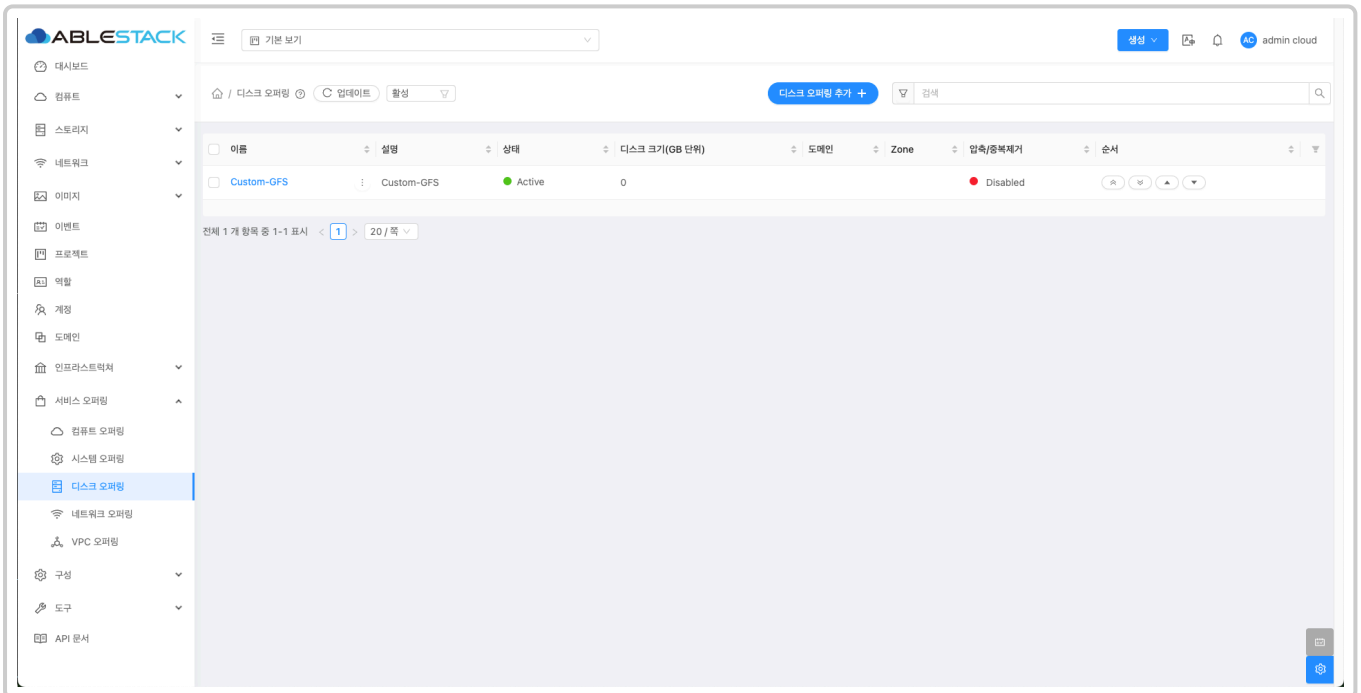 ABLESTACK
기본 보기
생성
AC admin cloud
대시보드
컴퓨트
스토리지
네트워크
이미지
이벤트
프로젝트
역할
계정
도메인
인프라스트럭쳐
서비스 오퍼링
컴퓨트 오퍼링
시스템 오퍼링
디스크 오퍼링
네트워크 오퍼링
VPC 오퍼링
구성
도구
API 문서
/ 디스크 오퍼링 업데이트 활성
디스크 오퍼링 추가 +
검색
이름 설명 상태 디스크 크기(GB 단위) 도메인 Zone 압축/중복제거 순서
Custom-GFS Custom-GFS Active 0 Disabled
전체 1 개 항목 중 1-1 표시 < 1 > 20 / 쪽